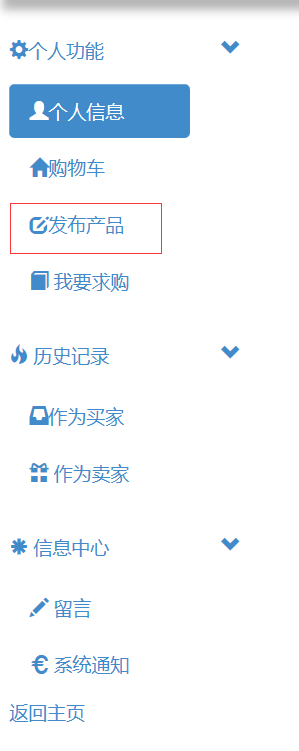 个人功能
个人信息
购物车
发布产品
我要求购
历史记录
作为买家
作为卖家
信息中心
留言
系统通知
返回主页